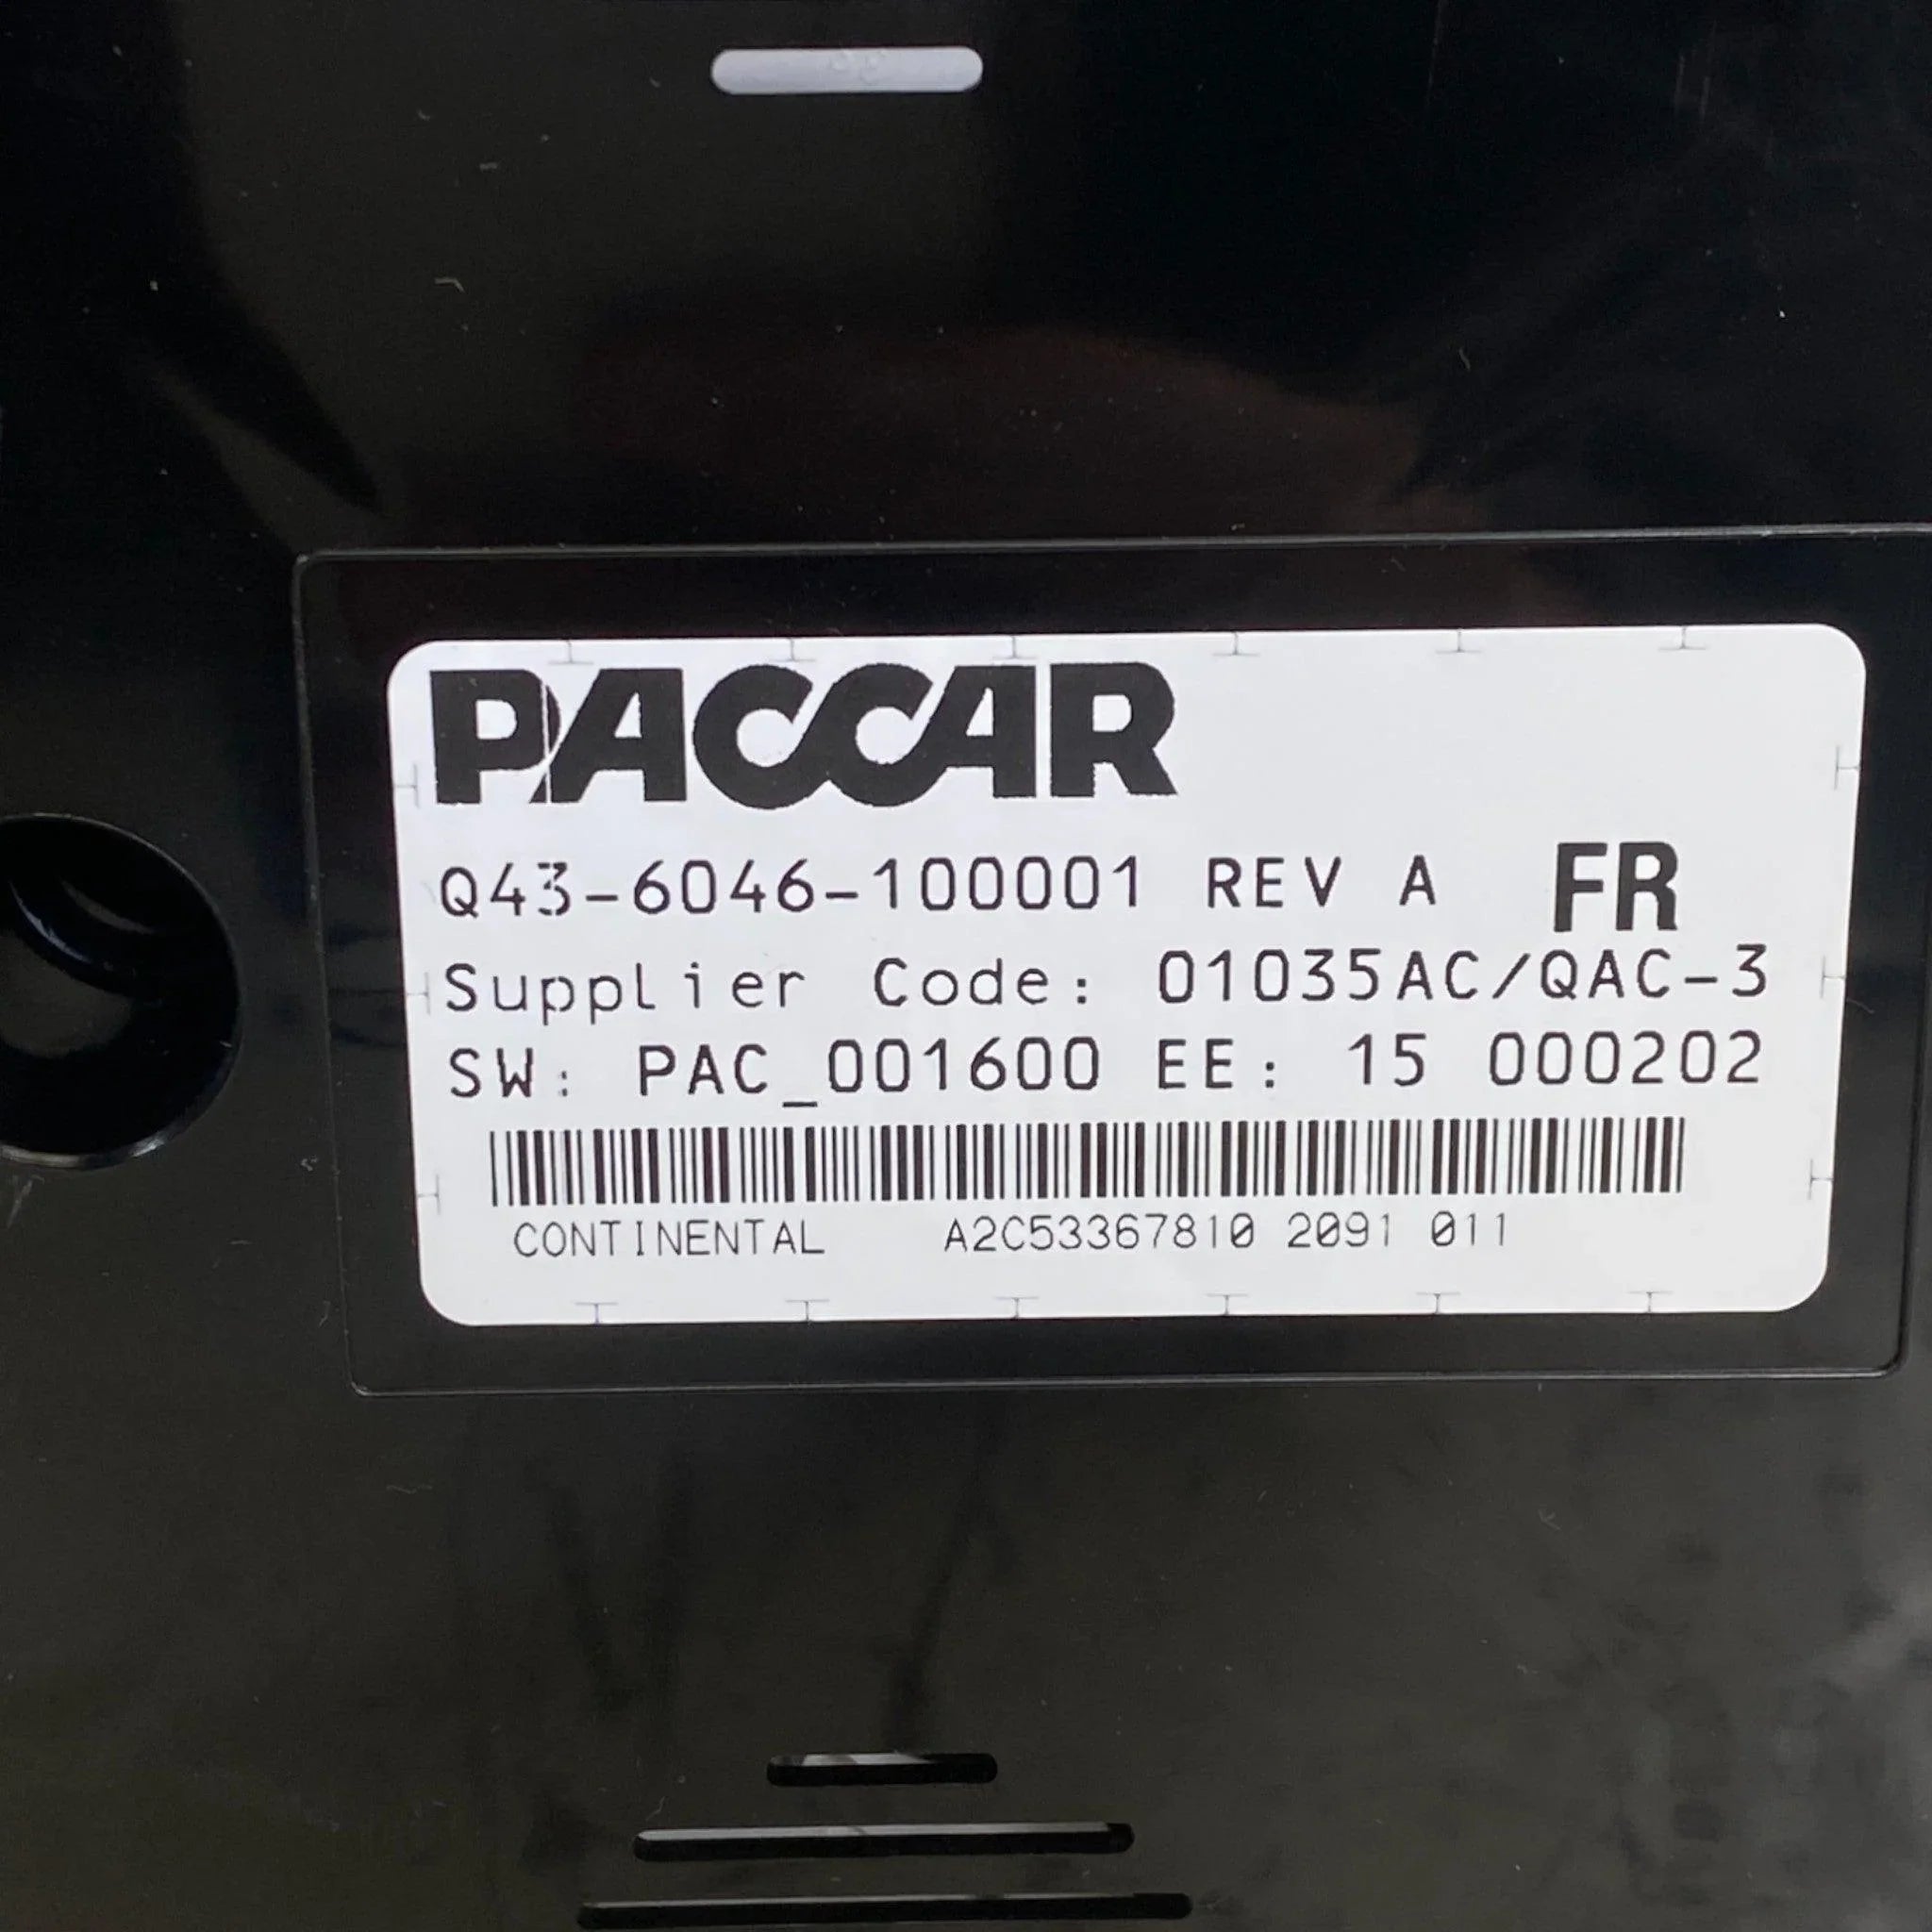 PACCAR
Q43-6046-100001 REV A FR
Supplier Code: 01035AC/QAC-3
SW: PAC_001600 EE: 15 000202
CONTINENTAL A2C53367810 2091 011